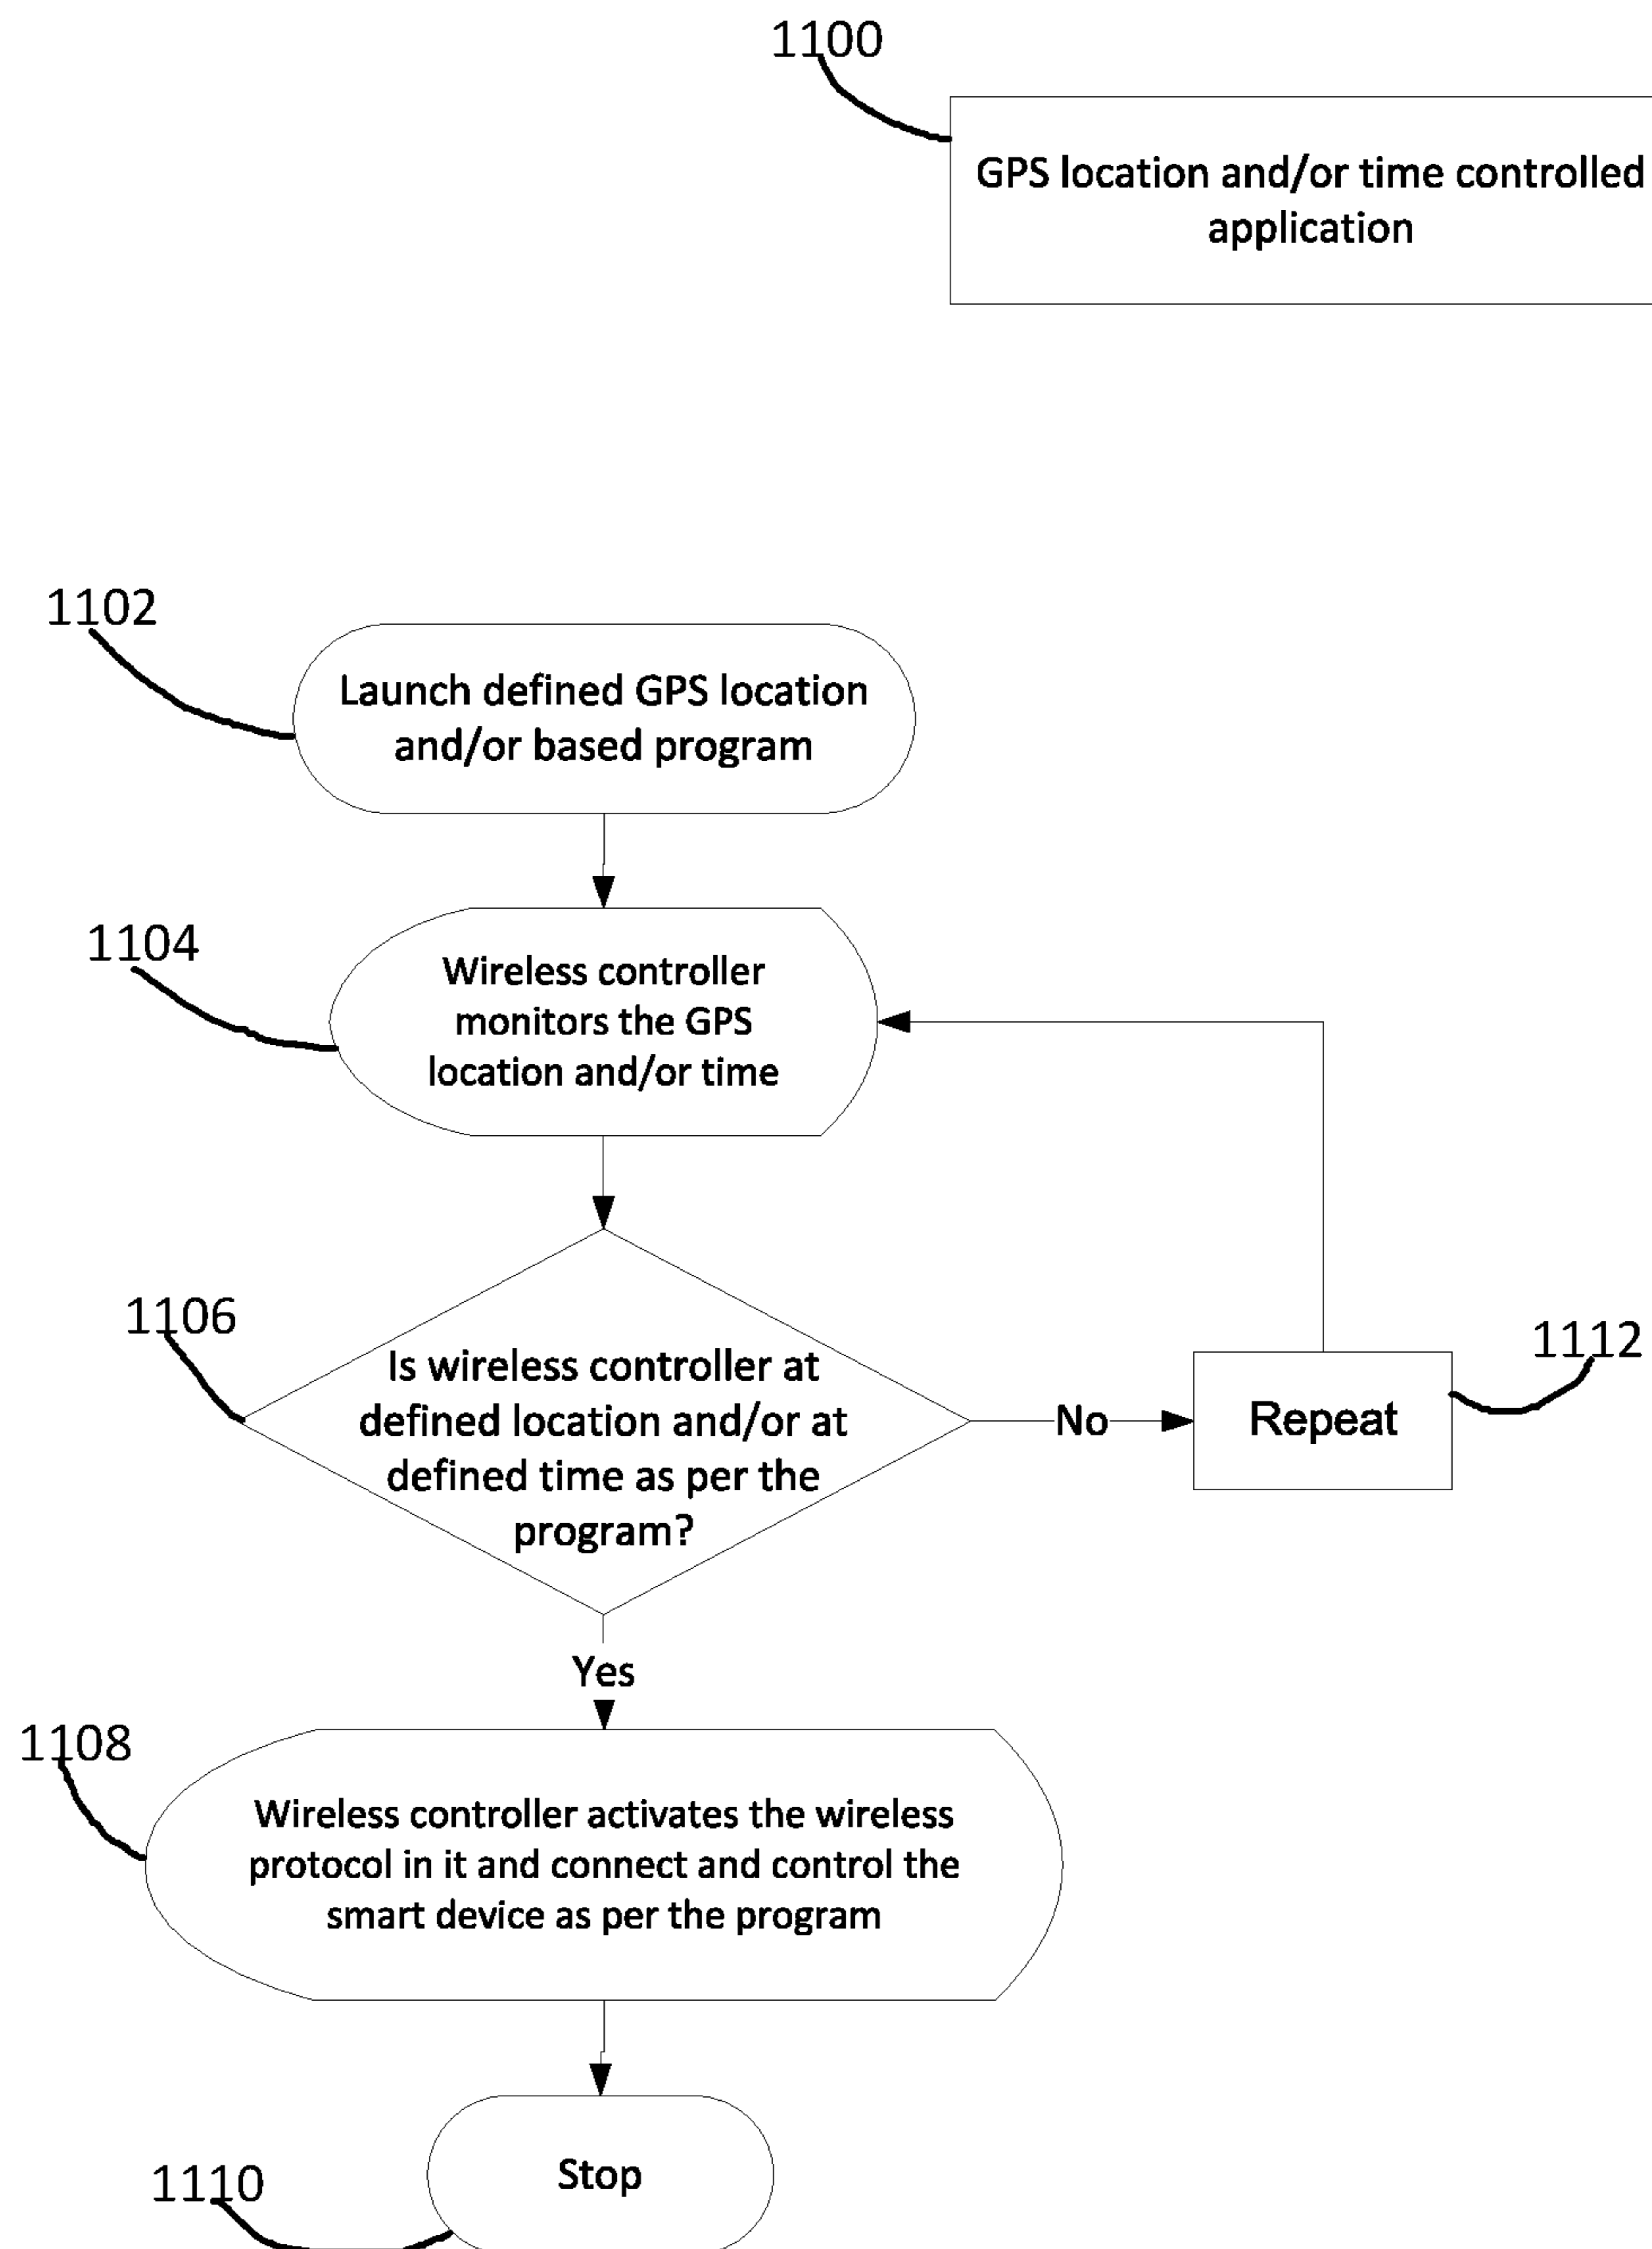 1100
GPS location and/or time controlled
application
1102
Launch defined GPS location
and/or based program
1104
Wireless controller
monitors the GPS
location and/or time
1106
Is wireless controller at
defined location and/or at
defined time as per the
program?
No
Repeat
1112
Yes
1108
Wireless controller activates the wireless
protocol in it and connect and control the
smart device as per the program
Stop
1110